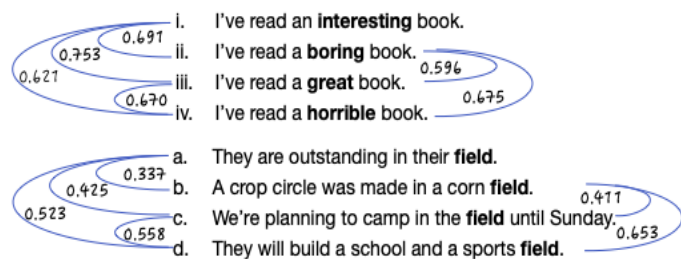 i. I've read an interesting book.
0.691
ii. I've read a boring book.
0.753
0.596
0.621
iii. I've read a great book.
0.670
0.675
iv. I've read a horrible book.
a. They are outstanding in their field.
0.337
b. A crop circle was made in a corn field.
0.425
0.411
0.523
c. We're planning to camp in the field until Sunday.
0.558
0.653
d. They will build a school and a sports field.